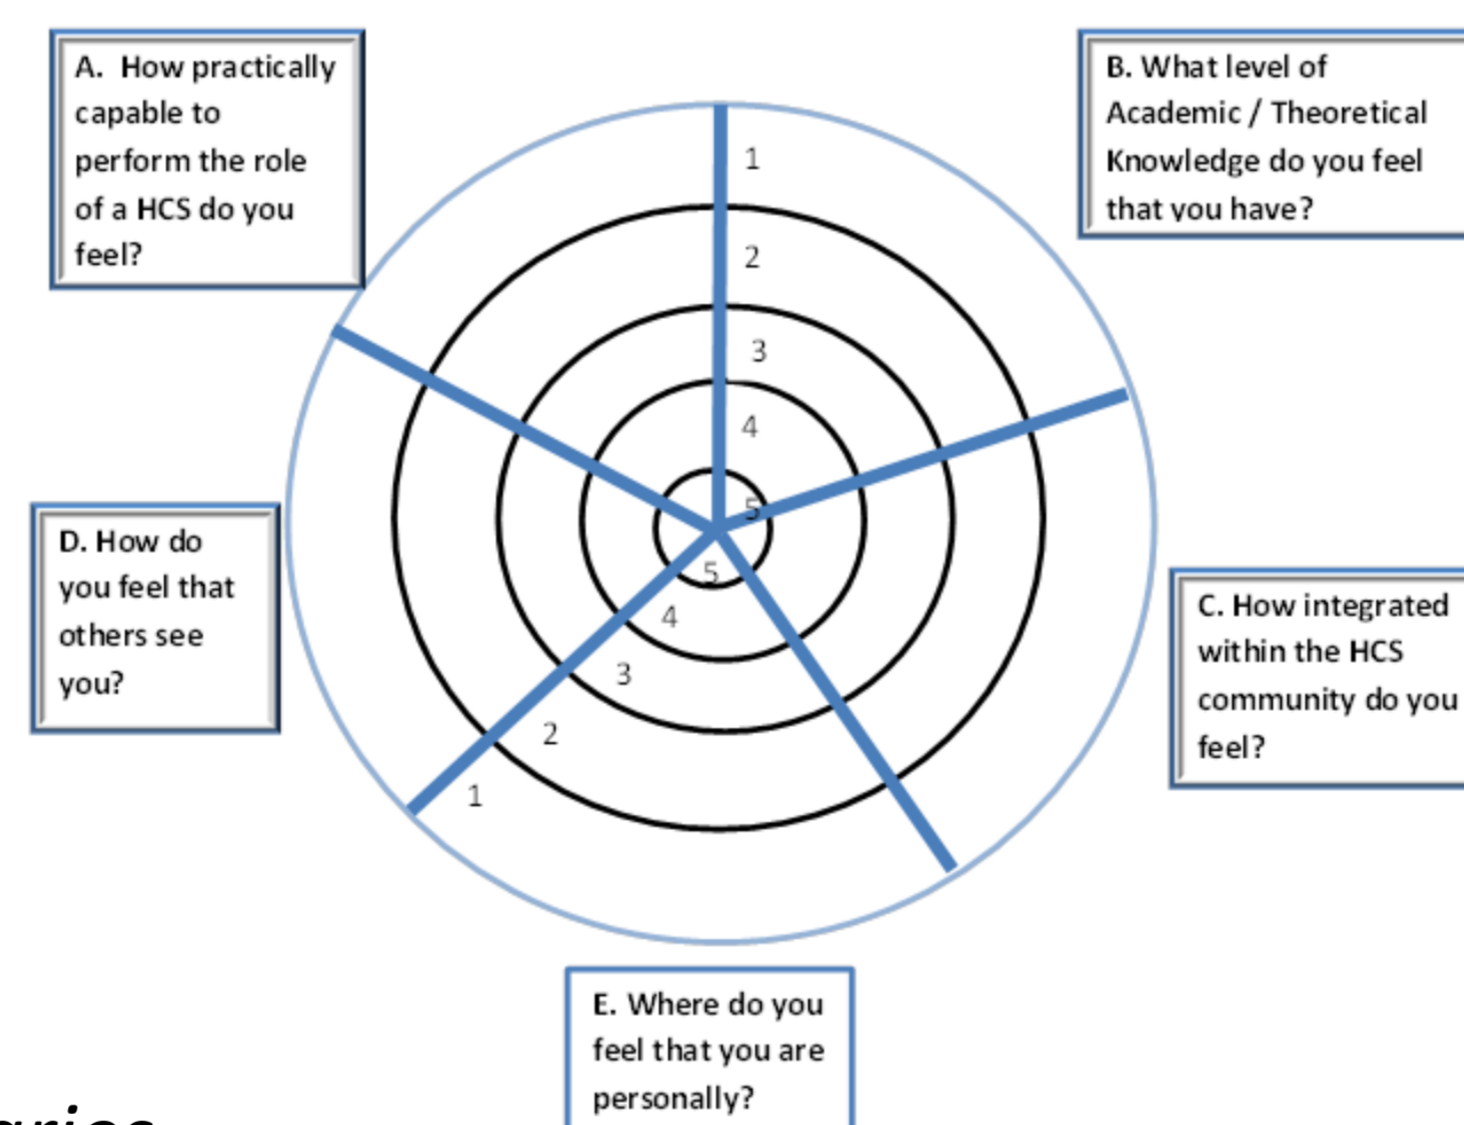 A. How practically
capable to
perform the role
of a HCS do you
feel?
B. What level of
Academic / Theoretical
Knowledge do you feel
that you have?
1
2
3
4
5
D. How do
you feel that
others see
you?
C. How integrated
within the HCS
community do you
feel?
5
4
3
2
1
E. Where do you
feel that you are
personally?